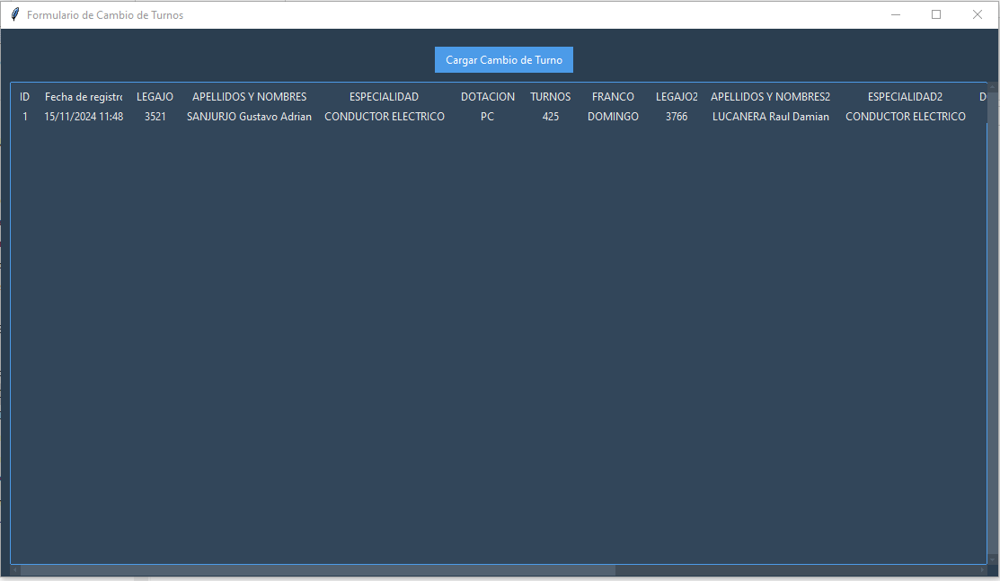 Formulario de Cambio de Turnos
Cargar Cambio de Turno
ID Fecha de registro LEGAJO APELLIDOS Y NOMBRES ESPECIALIDAD DOTACION TURNOS FRANCO LEGAJO2 APELLIDOS Y NOMBRES2 ESPECIALIDAD2 D
1 15/11/2024 11:48 3521 SANJURJO Gustavo Adrian CONDUCTOR ELECTRICO PC 425 DOMINGO 3766 LUCANERA Raul Damian CONDUCTOR ELECTRICO